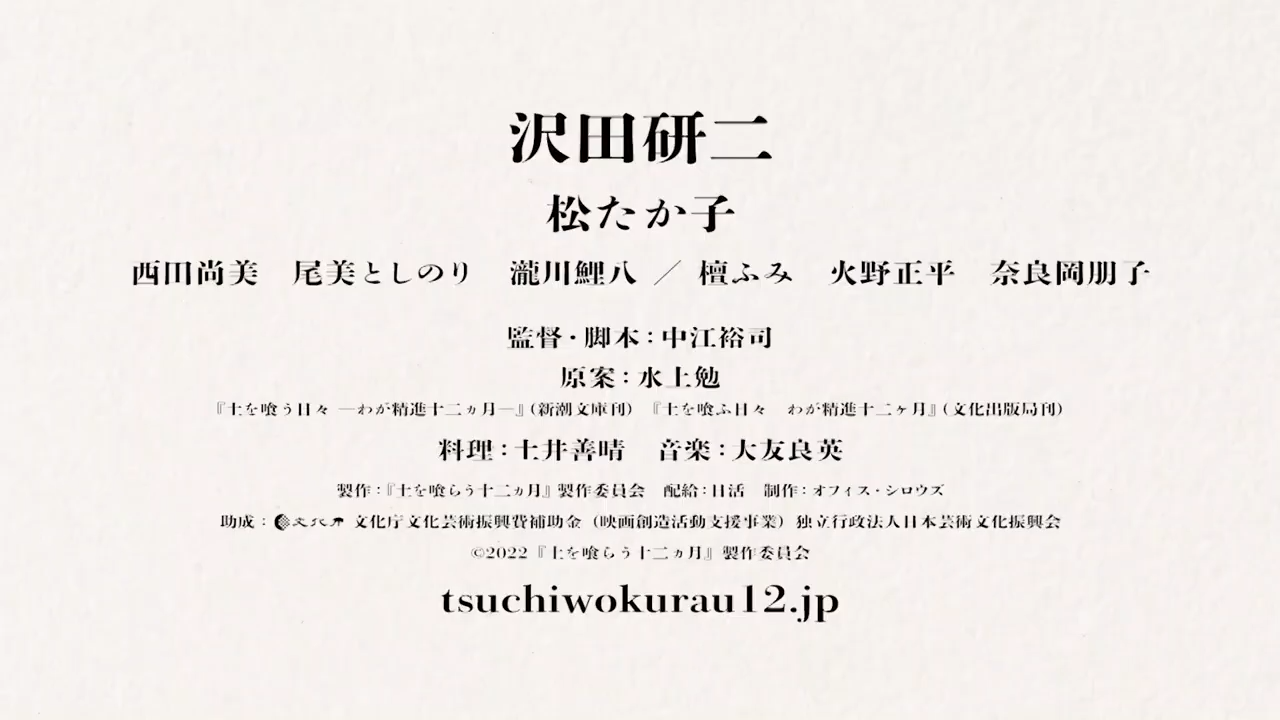 沢田研二
松たか子
西田尚美　尾美としのり　瀧川鯉八 ／ 檀ふみ　火野正平　奈良岡朋子
監督・脚本：中江裕司
原案：水上勉
『土を喰う日々 ―わが精進十二ヵ月―』（新潮文庫刊）『土を喰ふ日々　わが精進十二ヶ月』（文化出版局刊）
料理：土井善晴　音楽：大友良英
製作：『土を喰らう十二ヵ月』製作委員会　配給：日活　制作：オフィス・シロウズ
助成：文化庁 文化庁文化芸術振興費補助金（映画創造活動支援事業）独立行政法人日本芸術文化振興会
©2022『土を喰らう十二ヵ月』製作委員会
tsuchiwokurau12.jp